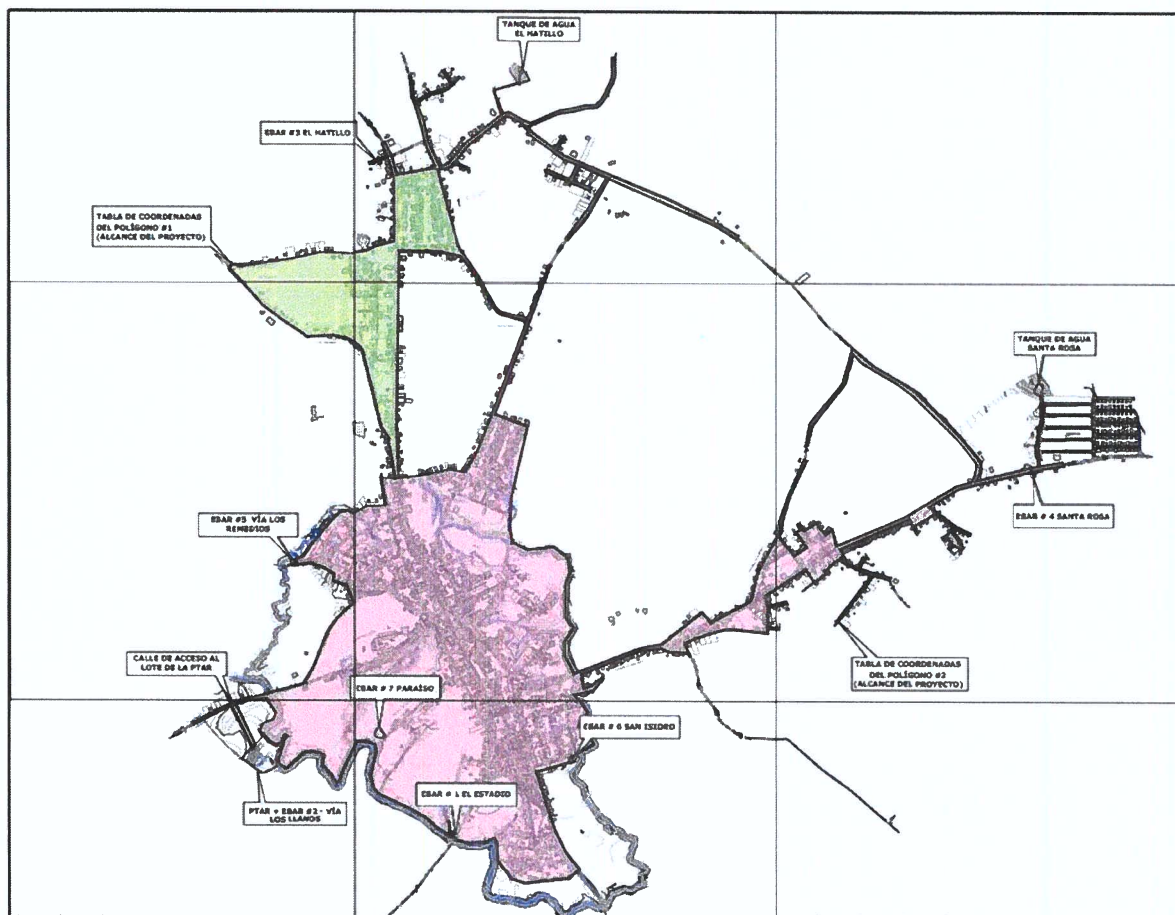 TANQUE DE AGUA
EL HATILLO
EBAR #3 EL HATILLO
TABLA DE COORDENADAS
DEL POLÍGONO #1
(ALCANCE DEL PROYECTO)
TANQUE DE AGUA
SANTA ROSA
EBAR #5 VÍA LOS
REMEDIOS
EBAR # 4 SANTA ROSA
CALLE DE ACCESO AL
LOTE DE LA PTAR
TABLA DE COORDENADAS
DEL POLÍGONO #2
(ALCANCE DEL PROYECTO)
EBAR # 7 PARAÍSO
EBAR # 6 SAN ISIDRO
EBAR # 1 EL ESTADIO
PTAR + EBAR #2 - VÍA
LOS LLANOS